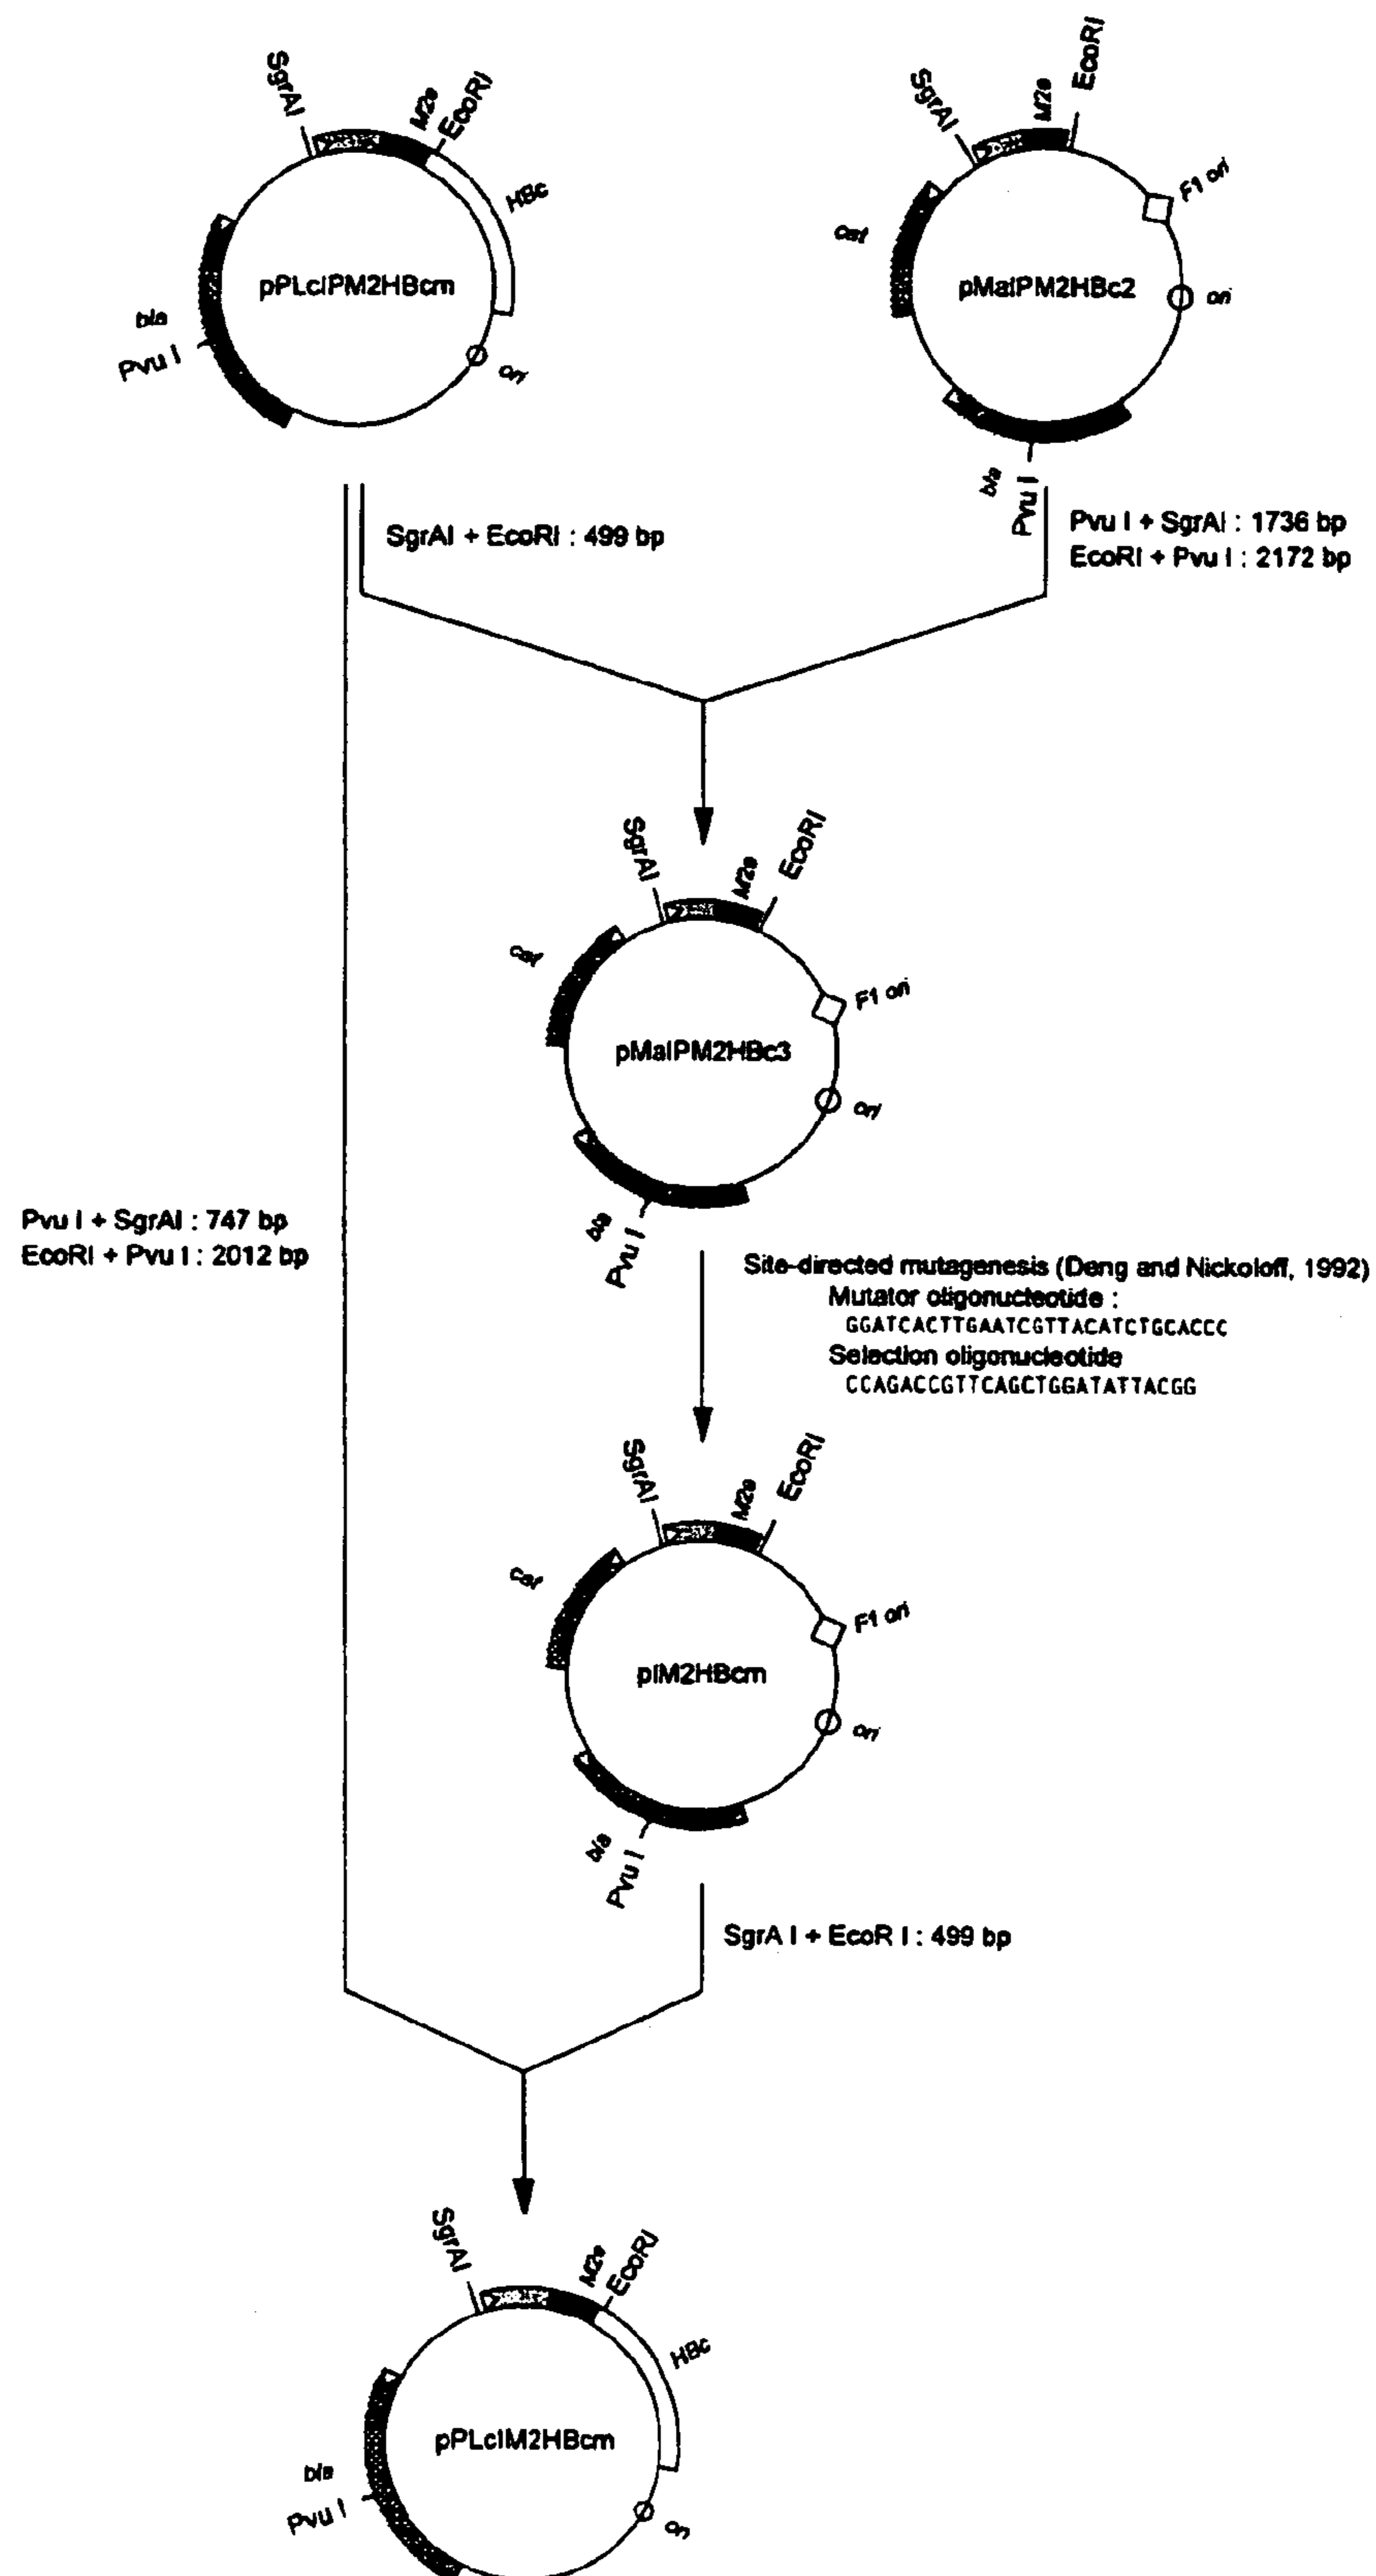 SgrAI
M2e
EcoRI
HBc
pPLcIPM2HBcm
bla
Pvu I
ori
SgrAI
M2e
EcoRI
F1 ori
cat
pMaIPM2HBc2
ori
bla
Pvu I
SgrAI + EcoRI : 499 bp
Pvu I + SgrAI : 1736 bp
EcoRI + Pvu I : 2172 bp
SgrAI
M2e
EcoRI
cat
F1 ori
pMaIPM2HBc3
ori
bla
Pvu I
Pvu I + SgrAI : 747 bp
EcoRI + Pvu I : 2012 bp
Site-directed mutagenesis (Deng and Nickoloff, 1992)
Mutator oligonucleotide :
GGATCACTTGAATCGTTACATCTGCACCC
Selection oligonucleotide
CCAGACCGTTCAGCTGGATATTACGG
SgrAI
M2e
EcoRI
cat
F1 ori
pIM2HBcm
ori
bla
Pvu I
SgrA I + EcoR I : 499 bp
SgrAI
M2e
EcoRI
HBc
pPLcIM2HBcm
bla
Pvu I
ori